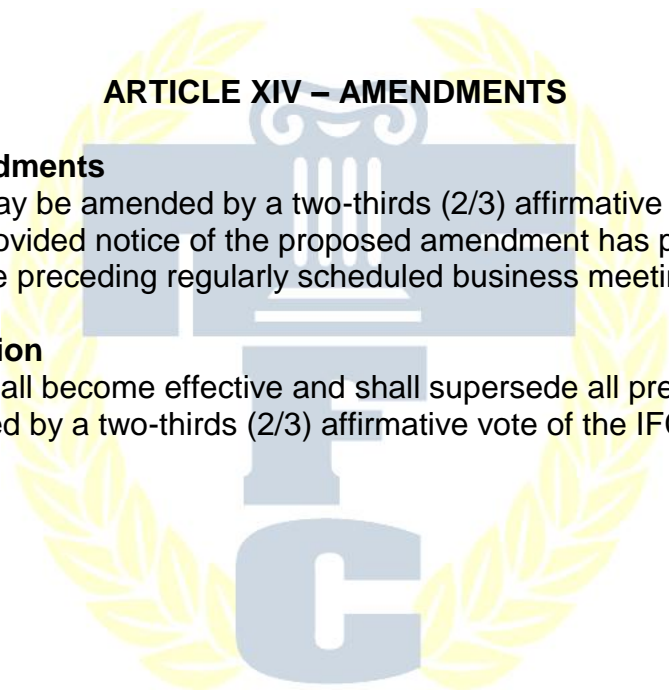 ARTICLE XIV – AMENDMENTS
dments
ay be amended by a two-thirds (2/3) affirmative
ovided notice of the proposed amendment has p
e preceding regularly scheduled business meeti
ion
all become effective and shall supersede all pre
ed by a two-thirds (2/3) affirmative vote of the IF
F
C